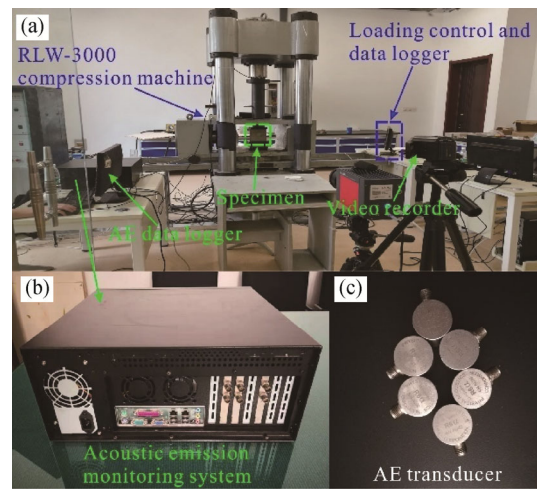 (a)
Loading control and
data logger
RLW-3000
compression machine
Specimen
Video recorder
AE data logger
(b)
(c)
Acoustic emission
monitoring system
AE transducer